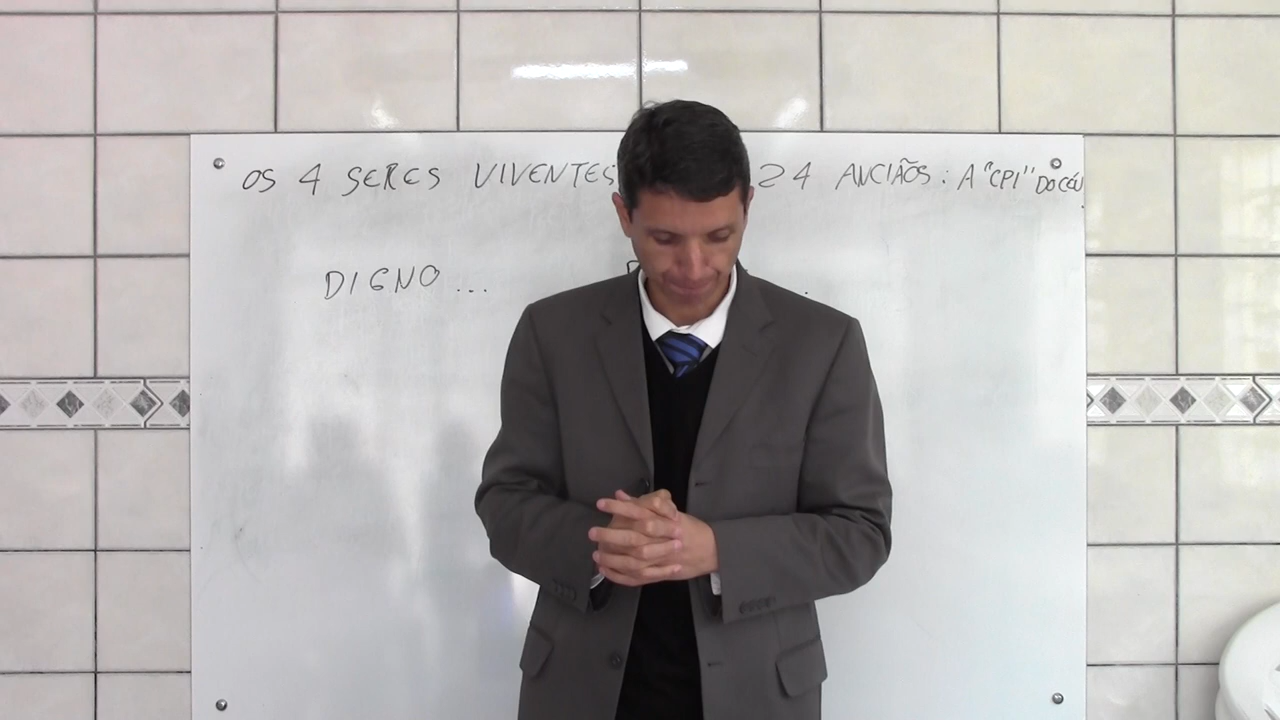 OS 4 SERES VIVENTES 24 ANCIÃOS: A "CPI" DO CÉU
DIGNO ...